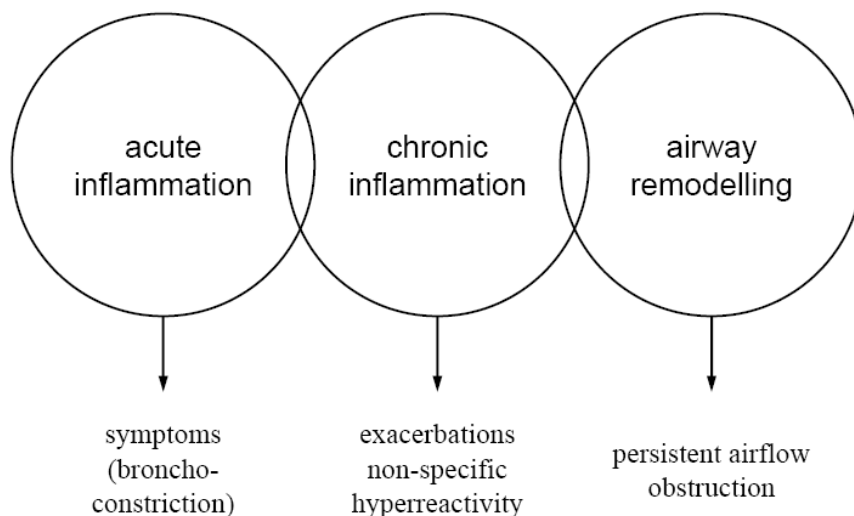 acute
inflammation
chronic
inflammation
airway
remodelling
symptoms
(broncho-
constriction)
exacerbations
non-specific
hyperreactivity
persistent airflow
obstruction